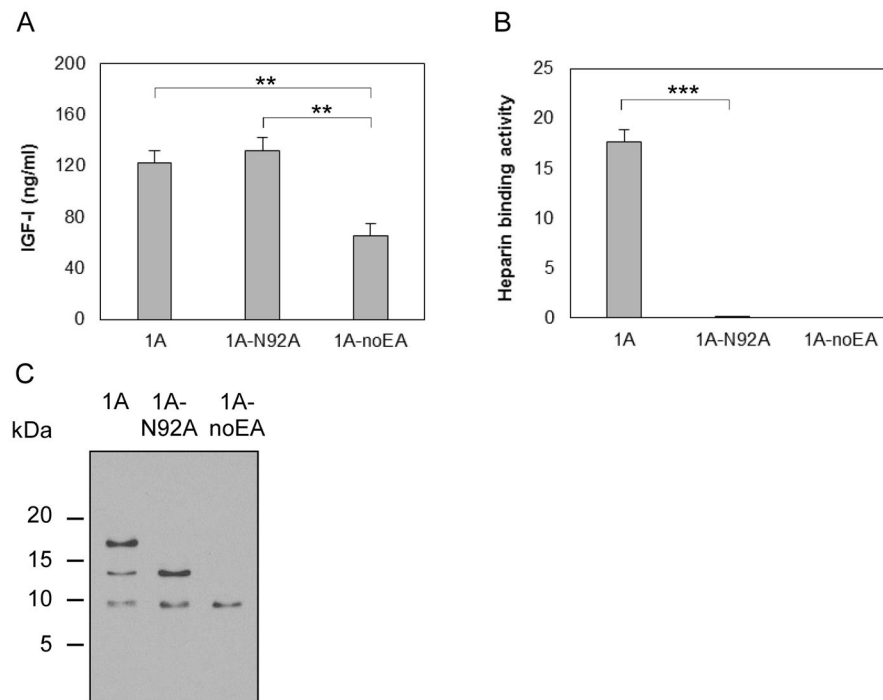 A
200
160
120
80
40
0
IGF-I (ng/ml)
**
**
1A
1A-N92A
1A-noEA
B
25
20
15
10
5
0
Heparin binding activity
***
1A
1A-N92A
1A-noEA
C
kDa
1A
1A-
N92A
1A-
noEA
20
15
10
5